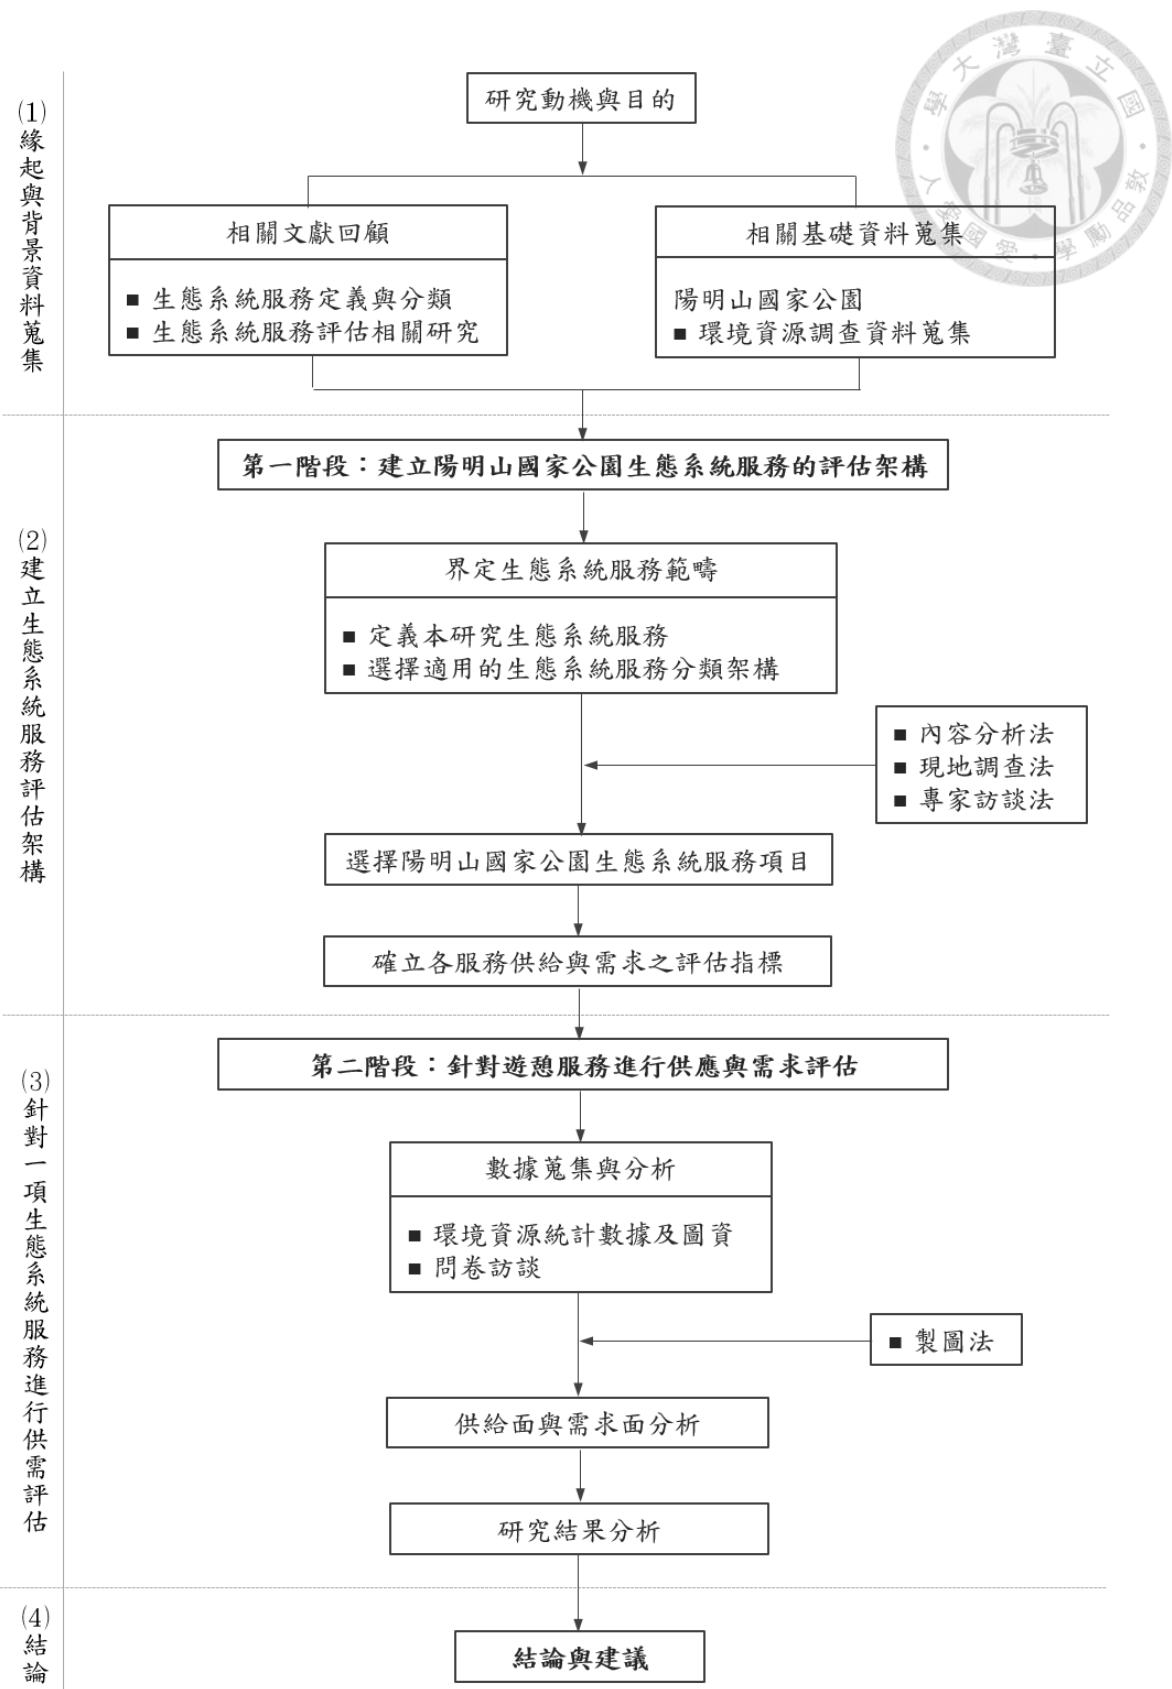 國立臺灣大學
敦品勵學·愛國愛人
(1)緣起與背景資料蒐集
研究動機與目的
相關文獻回顧
■ 生態系統服務定義與分類
■ 生態系統服務評估相關研究
相關基礎資料蒐集
陽明山國家公園
■ 環境資源調查資料蒐集
(2)建立生態系統服務評估架構
第一階段：建立陽明山國家公園生態系統服務的評估架構
界定生態系統服務範疇
■ 定義本研究生態系統服務
■ 選擇適用的生態系統服務分類架構
■ 內容分析法
■ 現地調查法
■ 專家訪談法
選擇陽明山國家公園生態系統服務項目
確立各服務供給與需求之評估指標
(3)針對一項生態系統服務進行供需評估
第二階段：針對遊憩服務進行供應與需求評估
數據蒐集與分析
■ 環境資源統計數據及圖資
■ 問卷訪談
■ 製圖法
供給面與需求面分析
研究結果分析
(4)結論
結論與建議